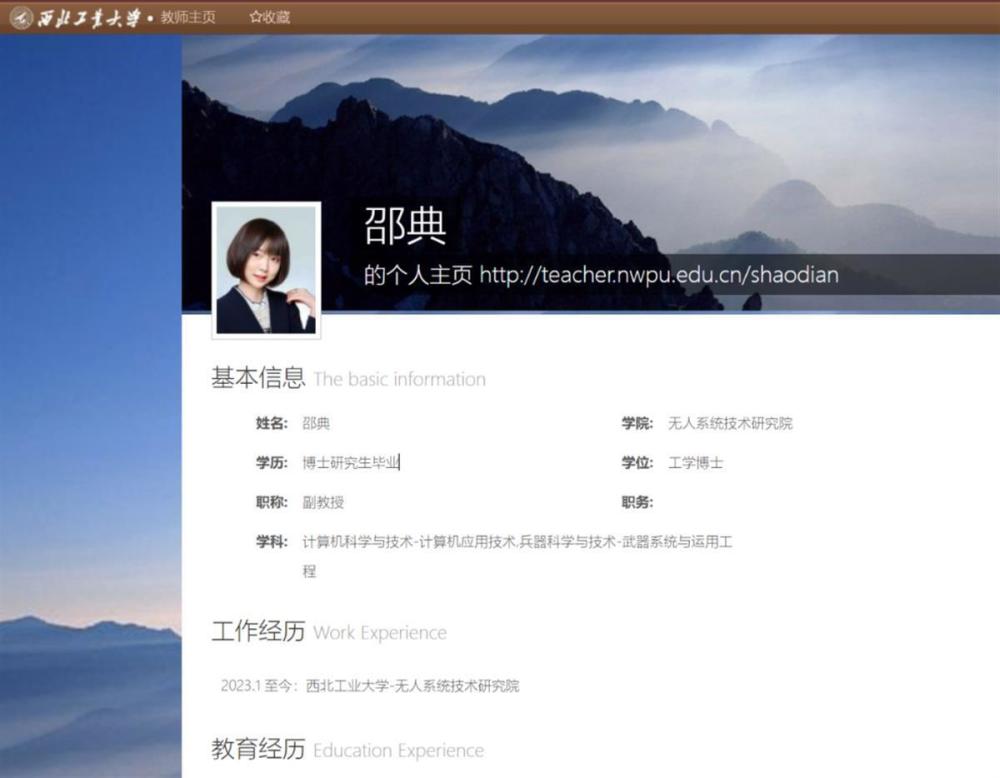 西北工业大学 • 教师主页 ☆收藏
邵典
的个人主页 http://teacher.nwpu.edu.cn/shaodian
基本信息 The basic information
姓名: 邵典 学院: 无人系统技术研究院
学历: 博士研究生毕业 学位: 工学博士
职称: 副教授 职务:
学科: 计算机科学与技术-计算机应用技术,兵器科学与技术-武器系统与运用工
程
工作经历 Work Experience
2023.1 至今：西北工业大学-无人系统技术研究院
教育经历 Education Experience